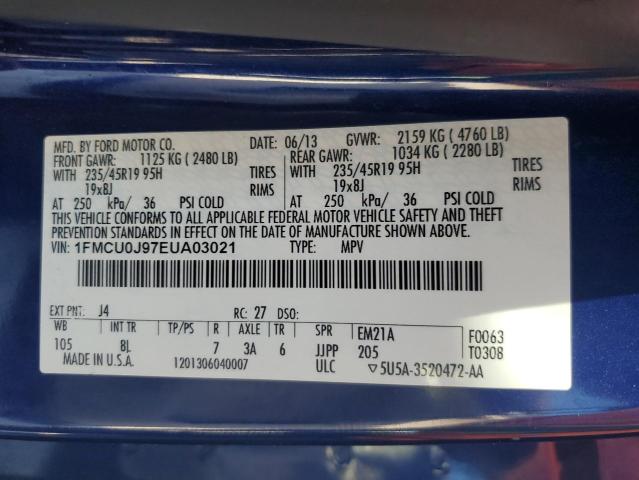 MFD. BY FORD MOTOR CO. DATE: 06/13 GVWR: 2159 KG ( 4760 LB)
FRONT GAWR: 1125 KG ( 2480 LB) REAR GAWR: 1034 KG ( 2280 LB)
WITH 235/45R19 95H TIRES WITH 235/45R19 95H TIRES
19x8J RIMS 19x8J RIMS
AT 250 kPa/ 36 PSI COLD AT 250 kPa/ 36 PSI COLD
THIS VEHICLE CONFORMS TO ALL APPLICABLE FEDERAL MOTOR VEHICLE SAFETY AND THEFT
PREVENTION STANDARDS IN EFFECT ON THE DATE OF MANUFACTURE SHOWN ABOVE.
VIN: 1FMCU0J97EUA03021 TYPE: MPV
EXT PNT: J4 RC: 27 DSO:
WB INT TR TP/PS R AXLE TR SPR EM21A F0063
105 8L 7 3A 6 JJPP 205 T0308
MADE IN U.S.A. 1201306040007 ULC ▽5U5A-3520472-AA